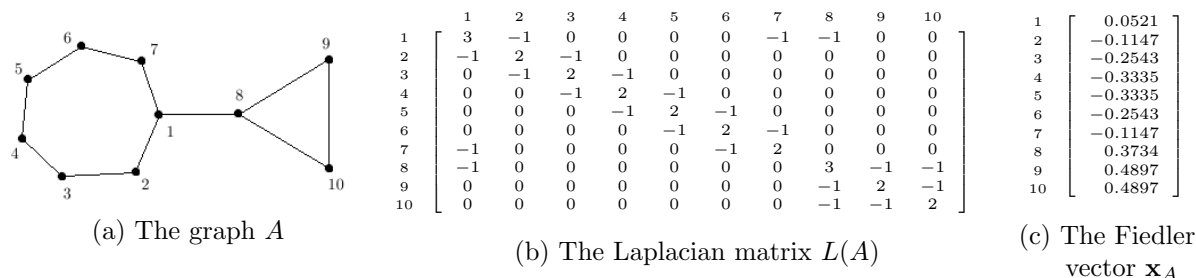 1 2 3 4 5 6 7 8 9 10
1 3 −1 0 0 0 0 −1 −1 0 0
2 −1 2 −1 0 0 0 0 0 0 0
3 0 −1 2 −1 0 0 0 0 0 0
4 0 0 −1 2 −1 0 0 0 0 0
5 0 0 0 −1 2 −1 0 0 0 0
6 0 0 0 0 −1 2 −1 0 0 0
7 −1 0 0 0 0 −1 2 0 0 0
8 −1 0 0 0 0 0 0 3 −1 −1
9 0 0 0 0 0 0 0 −1 2 −1
10 0 0 0 0 0 0 0 −1 −1 2
1 0.0521
2 −0.1147
3 −0.2543
4 −0.3335
5 −0.3335
6 −0.2543
7 −0.1147
8 0.3734
9 0.4897
10 0.4897
6
7
9
5
8
1
4
2
3
10
(a) The graph A
(b) The Laplacian matrix L(A)
(c) The Fiedler
vector x_A